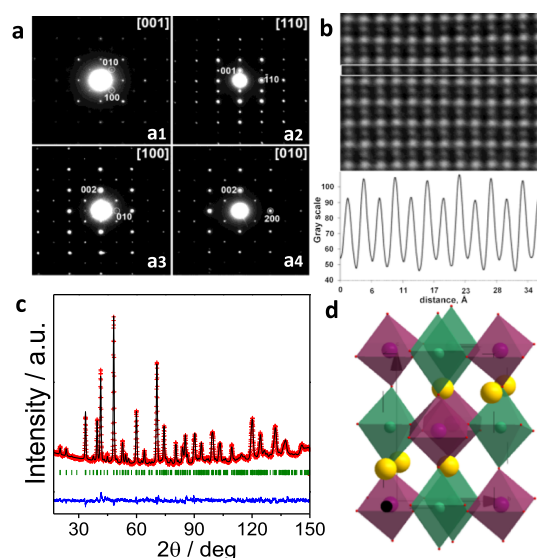 a
[001]
010
100
a1
[110]
001
-110
a2
[100]
002
010
a3
[010]
002
200
a4
b
100
90
80
70
60
50
40
Gray scale
0 6 11 17 23 28 34
distance, Å
c
Intensity / a.u.
30 60 90 120 150
2θ / deg
d